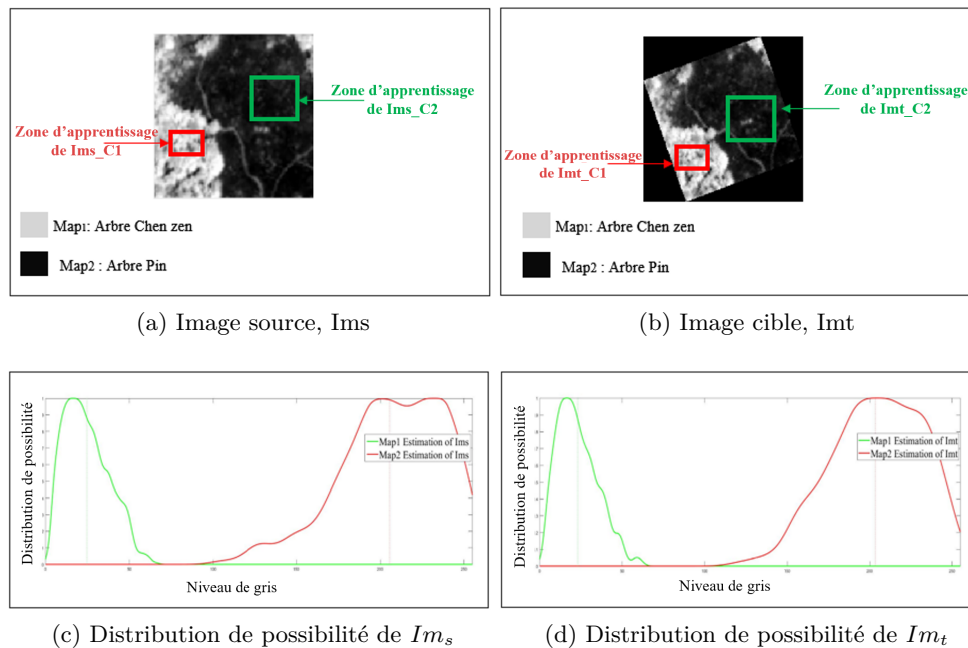 Zone d'apprentissage
de Ims_C2
Zone d'apprentissage
de Ims_C1
Map1: Arbre Chen zen
Map2 : Arbre Pin
(a) Image source, Ims
Zone d'apprentissage
de Imt_C2
Zone d'apprentissage
de Imt_C1
Map1: Arbre Chen zen
Map2 : Arbre Pin
(b) Image cible, Imt
Distribution de possibilité
Map1 Estimation of Ims
Map2 Estimation of Ims
Niveau de gris
(c) Distribution de possibilité de Im_s
Distribution de possibilité
Map1 Estimation of Imt
Map2 Estimation of Imt
Niveau de gris
(d) Distribution de possibilité de Im_t